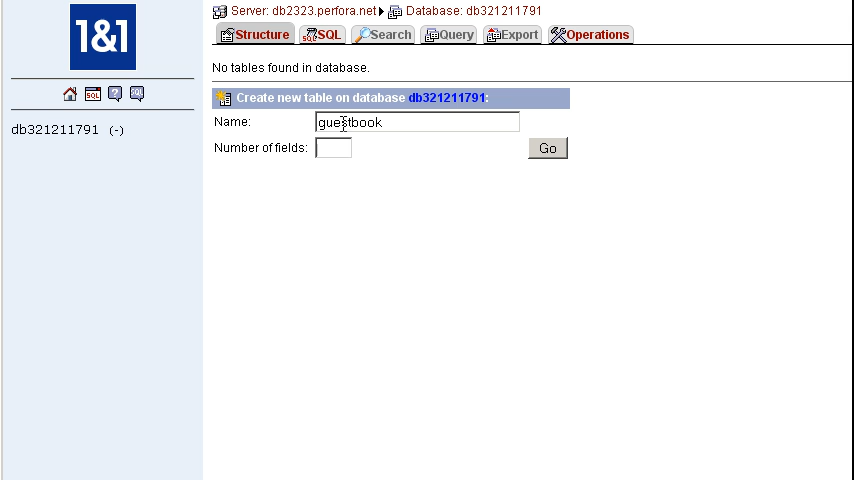 1&1
Server: db2323.perfora.net Database: db321211791
Structure SQL Search Query Export Operations
No tables found in database.
db321211791 (-)
Create new table on database db321211791:
Name: guestbook
Number of fields: Go